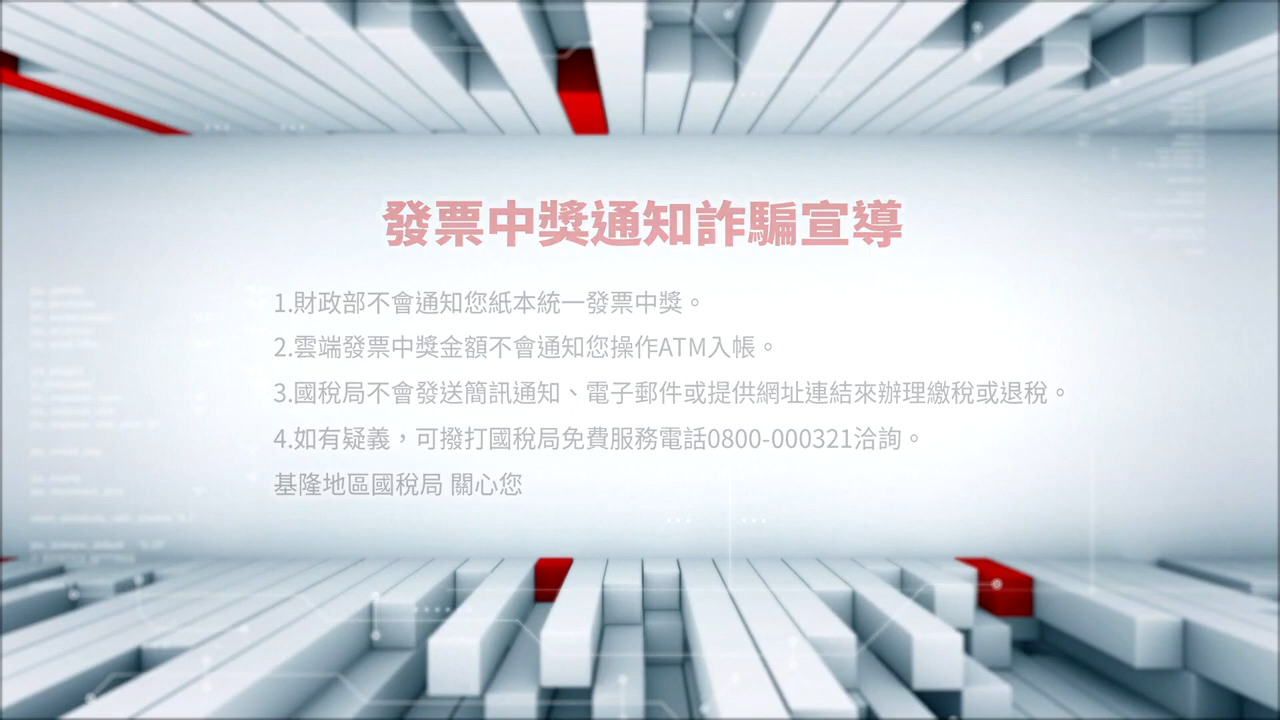 發票中獎通知詐騙宣導
1.財政部不會通知您紙本統一發票中獎。
2.雲端發票中獎金額不會通知您操作ATM入帳。
3.國稅局不會發送簡訊通知、電子郵件或提供網址連結來辦理繳稅或退稅。
4.如有疑義，可撥打國稅局免費服務電話0800-000321洽詢。
基隆地區國稅局 關心您